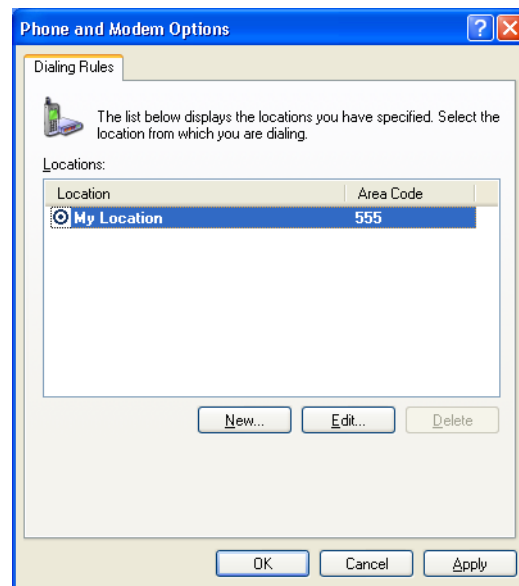 Phone and Modem Options
?
Dialing Rules
The list below displays the locations you have specified. Select the
location from which you are dialing.
Locations:
Location Area Code
My Location 555
New... Edit... Delete
OK Cancel Apply